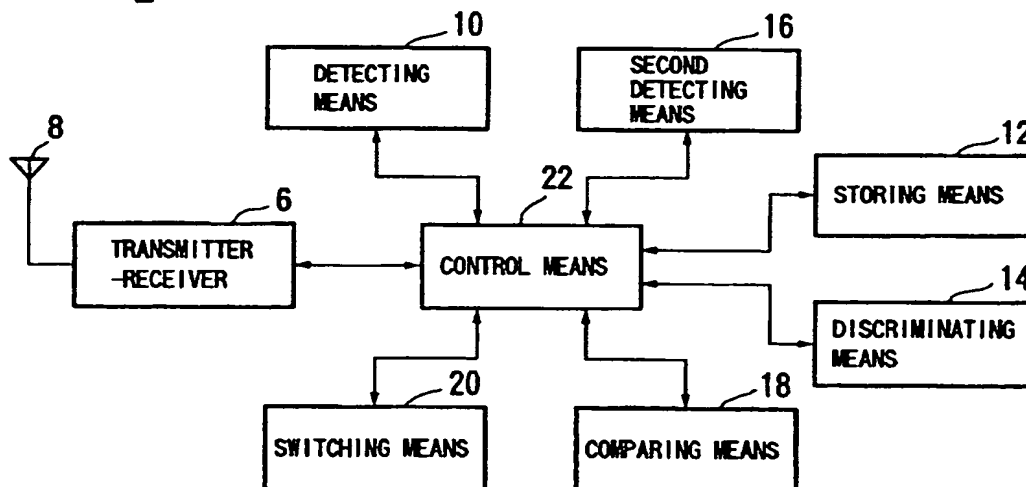 10
DETECTING
MEANS
16
SECOND
DETECTING
MEANS
8
12
STORING MEANS
6
TRANSMITTER
-RECEIVER
22
CONTROL MEANS
14
DISCRIMINATING
MEANS
20
SWITCHING MEANS
18
COMPARING MEANS